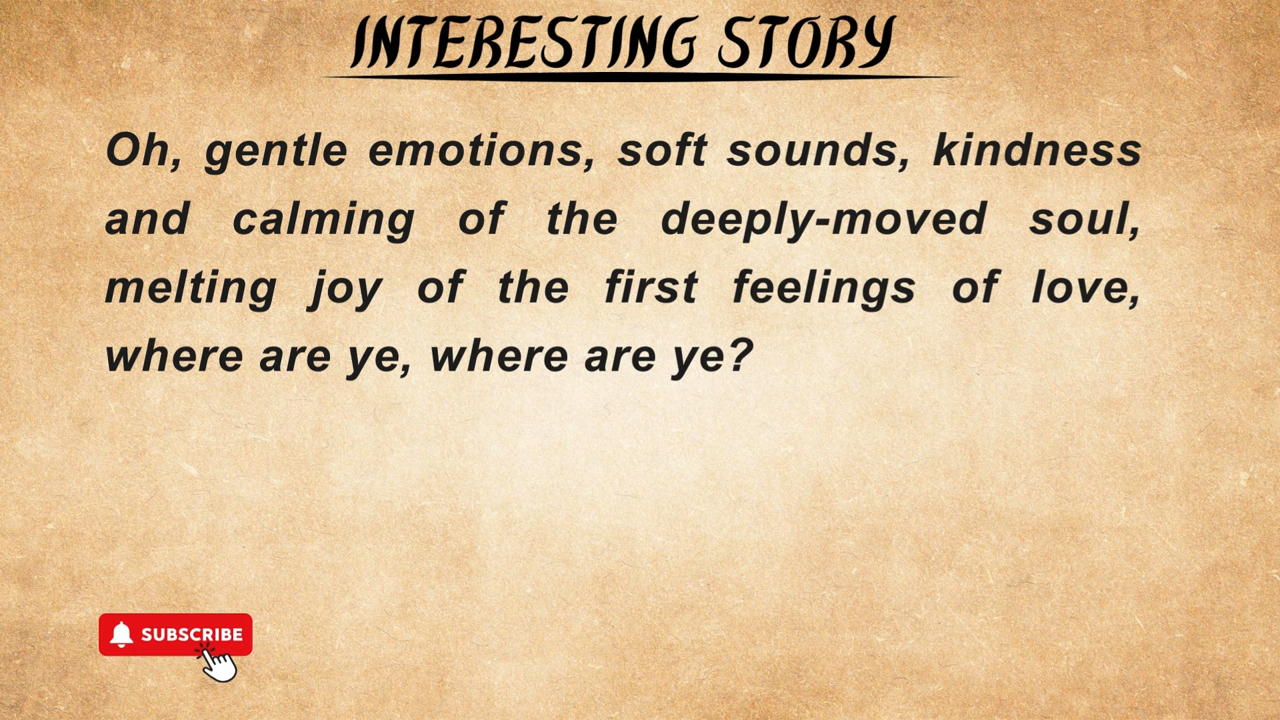 INTERESTING STORY
Oh, gentle emotions, soft sounds, kindness
and calming of the deeply-moved soul,
melting joy of the first feelings of love,
where are ye, where are ye?
SUBSCRIBE